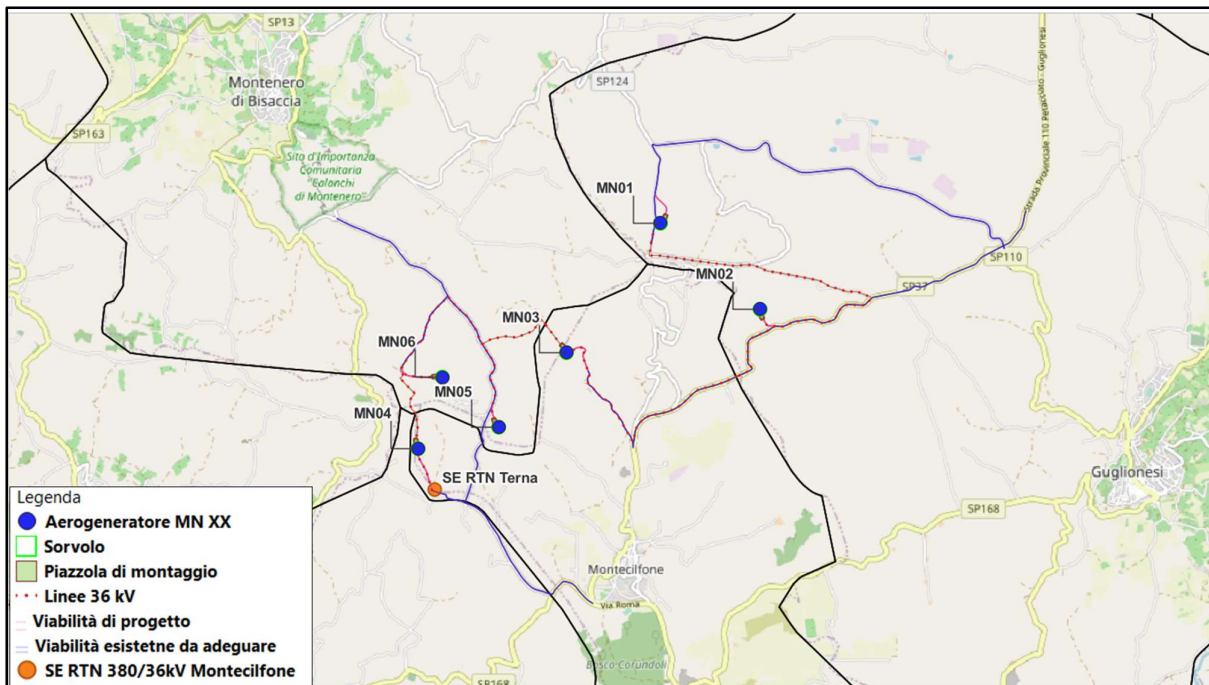 SP13
Montenero
di Bisaccia
SP124
SP163
Sito d'Importanza
Comunitaria
"Calanchi
di Montenero"
Strada Provinciale 110 Petacciato - Guglionesi
MN01
SP110
MN02
SP37
MN03
MN06
MN05
MN04
SE RTN Terna
Guglionesi
SP168
Montecilfone
Via Roma
Bosco Corundoli
SP168
Legenda
Aerogeneratore MN XX
Sorvolo
Piazzola di montaggio
Linee 36 kV
Viabilità di progetto
Viabilità esistetne da adeguare
SE RTN 380/36kV Montecilfone